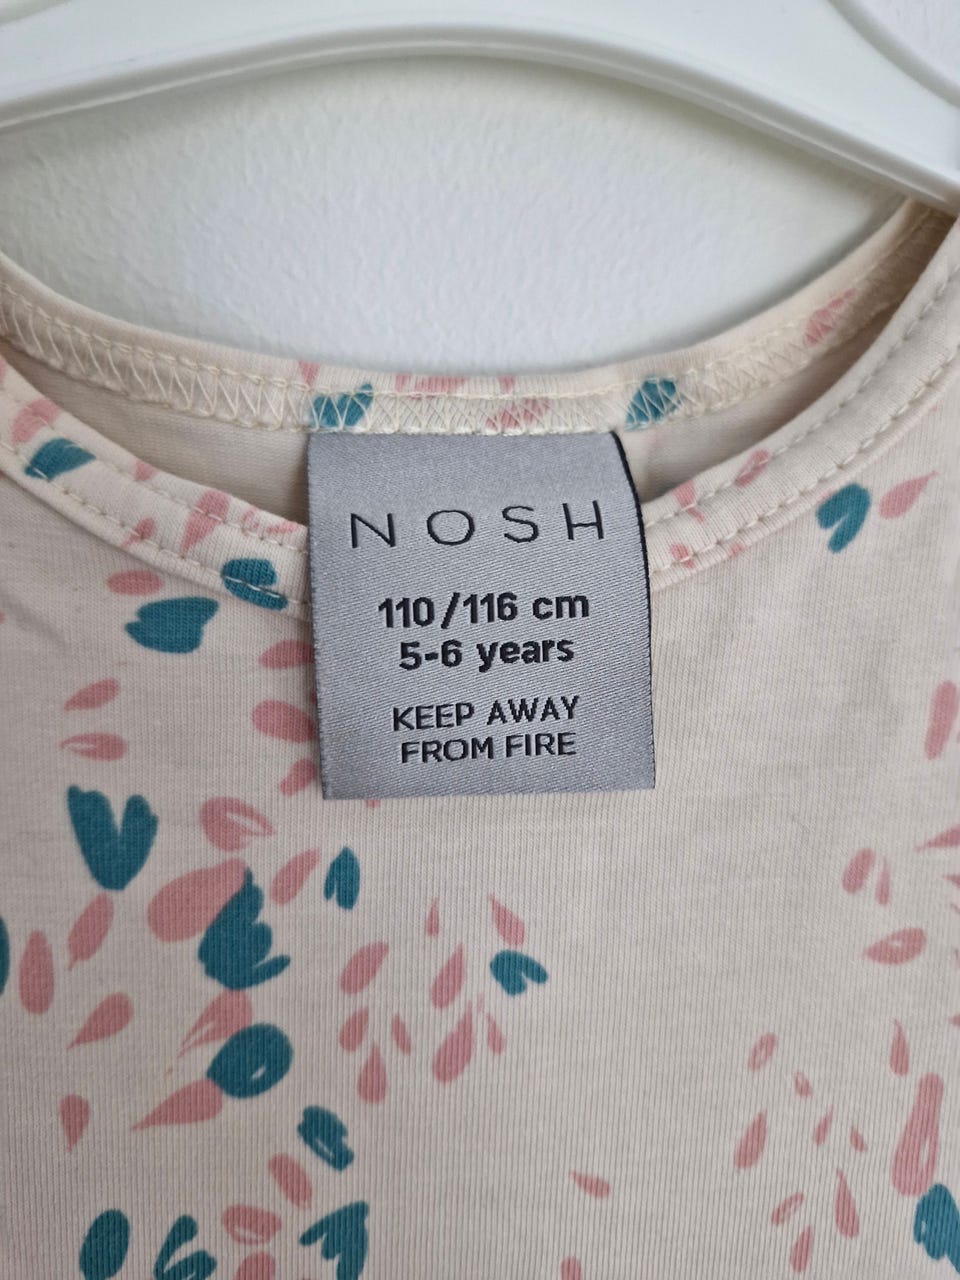 NOSH
110/116 cm
5-6 years
KEEP AWAY
FROM FIRE